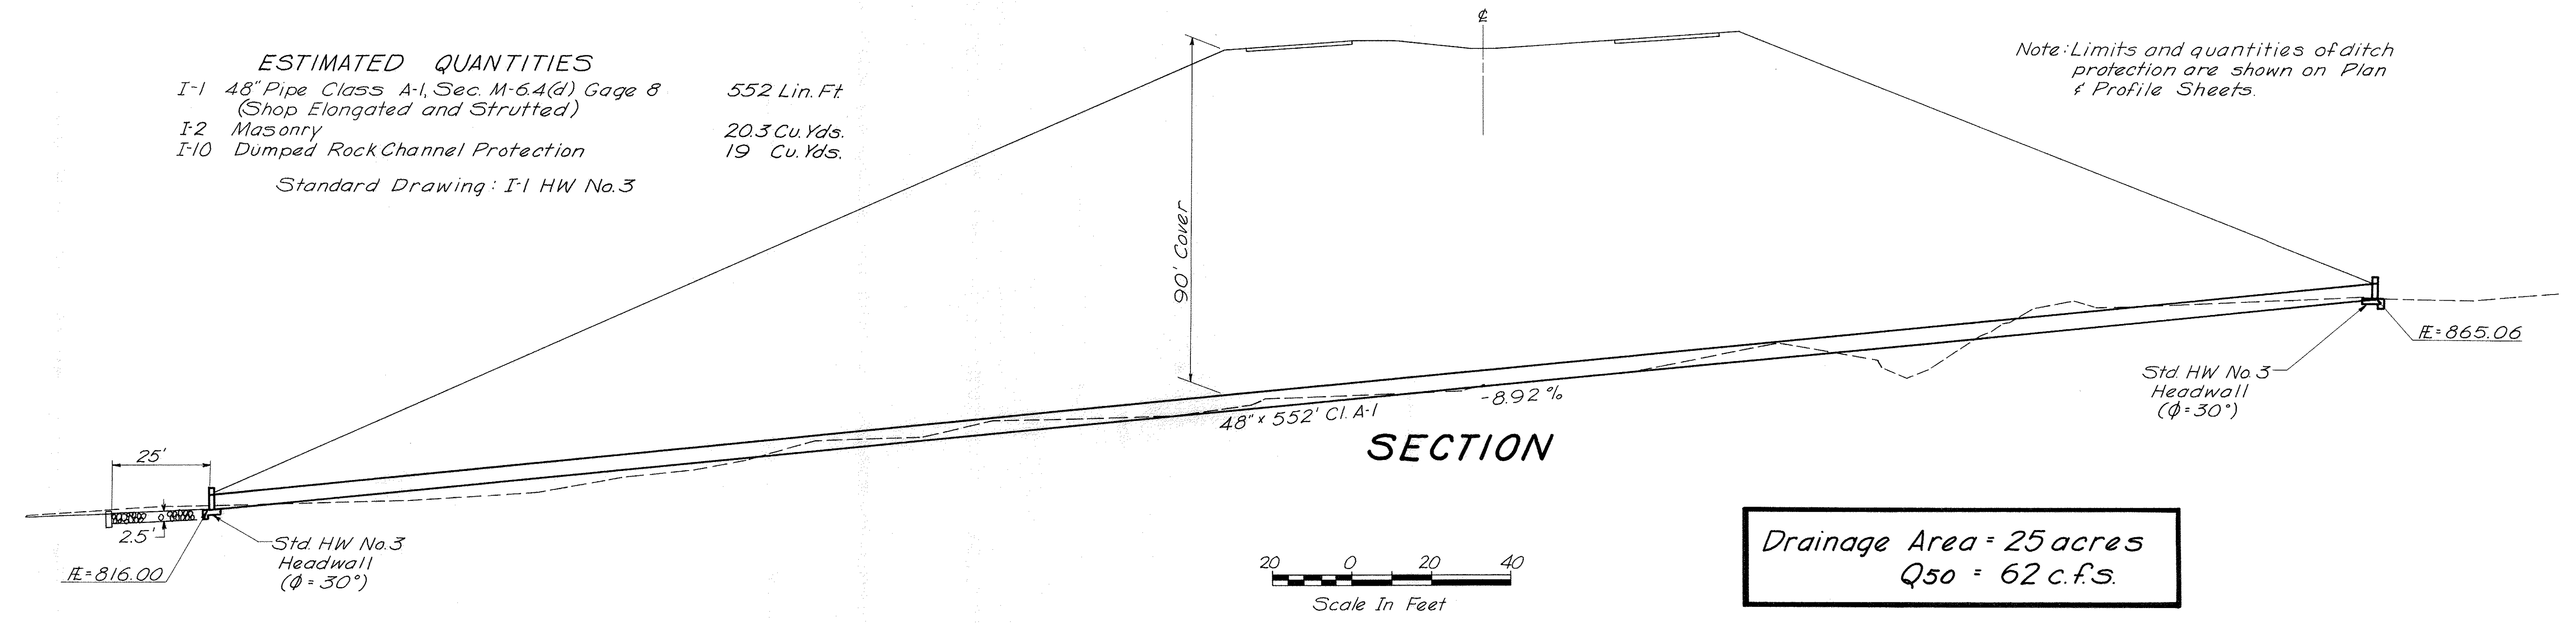 ℄
ESTIMATED QUANTITIES
I-1 48" Pipe Class A-1, Sec. M-6.4(d) Gage 8 552 Lin. Ft
(Shop Elongated and Strutted)
I-2 Masonry 20.3 Cu. Yds.
I-10 Dumped Rock Channel Protection 19 Cu. Yds.
Standard Drawing: I-1 HW No. 3
Note: Limits and quantities of ditch
protection are shown on Plan
& Profile Sheets.
90' Cover
FE=865.06
Std. HW No. 3
Headwall
(Φ=30°)
-8.92%
48"x 552' Cl. A-1
SECTION
25'
2.5'
FE=816.00
Std. HW No. 3
Headwall
(Φ=30°)
20 0 20 40
Scale In Feet
Drainage Area = 25 acres
Q50 = 62 c.f.s.